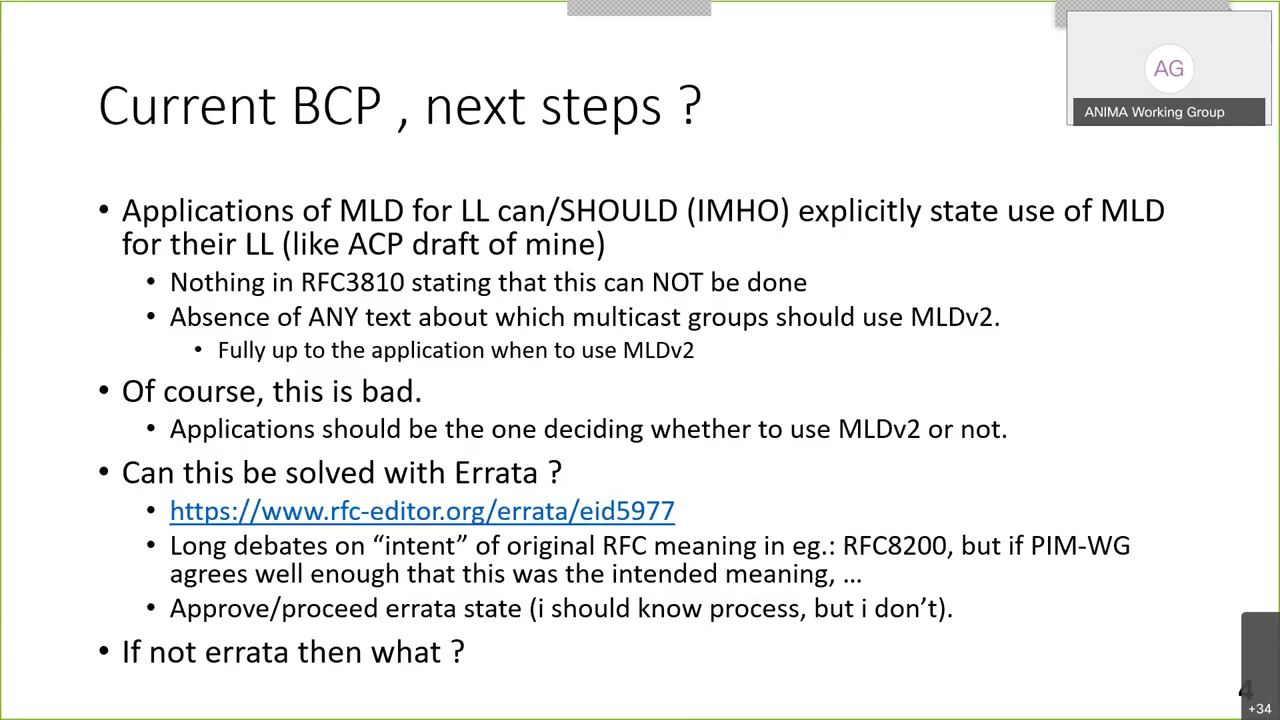 AG
ANIMA Working Group
Current BCP , next steps ?
• Applications of MLD for LL can/SHOULD (IMHO) explicitly state use of MLD
for their LL (like ACP draft of mine)
• Nothing in RFC3810 stating that this can NOT be done
• Absence of ANY text about which multicast groups should use MLDv2.
• Fully up to the application when to use MLDv2
• Of course, this is bad.
• Applications should be the one deciding whether to use MLDv2 or not.
• Can this be solved with Errata ?
• https://www.rfc-editor.org/errata/eid5977
• Long debates on “intent” of original RFC meaning in eg.: RFC8200, but if PIM-WG
agrees well enough that this was the intended meaning, …
• Approve/proceed errata state (i should know process, but i don’t).
• If not errata then what ?
4
+34